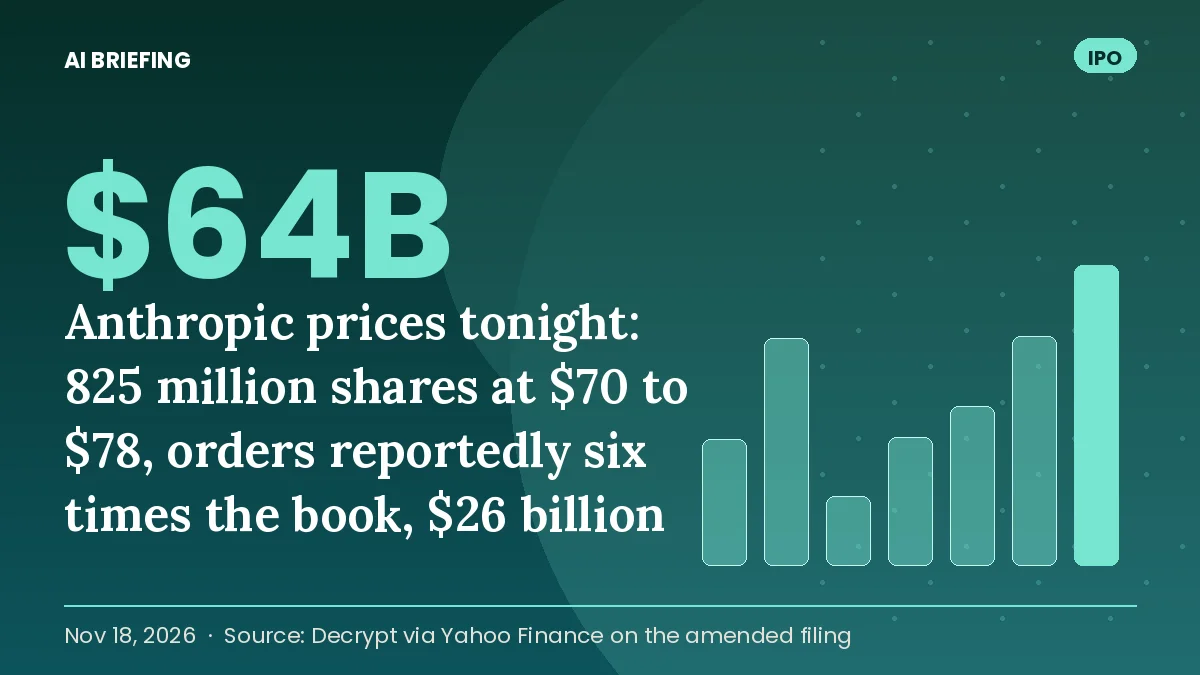 AI BRIEFING
IPO
$64B
Anthropic prices tonight:
825 million shares at $70 to
$78, orders reportedly six
times the book, $26 billion
Nov 18, 2026 · Source: Decrypt via Yahoo Finance on the amended filing